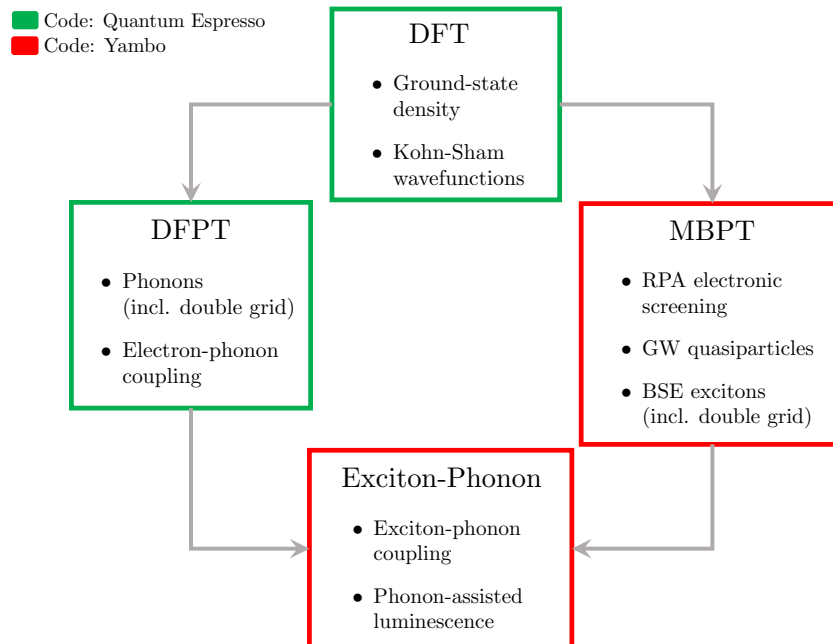 Code: Quantum Espresso
Code: Yambo
DFT
• Ground-state
density
• Kohn-Sham
wavefunctions
DFPT
• Phonons
(incl. double grid)
• Electron-phonon
coupling
MBPT
• RPA electronic
screening
• GW quasiparticles
• BSE excitons
(incl. double grid)
Exciton-Phonon
• Exciton-phonon
coupling
• Phonon-assisted
luminescence